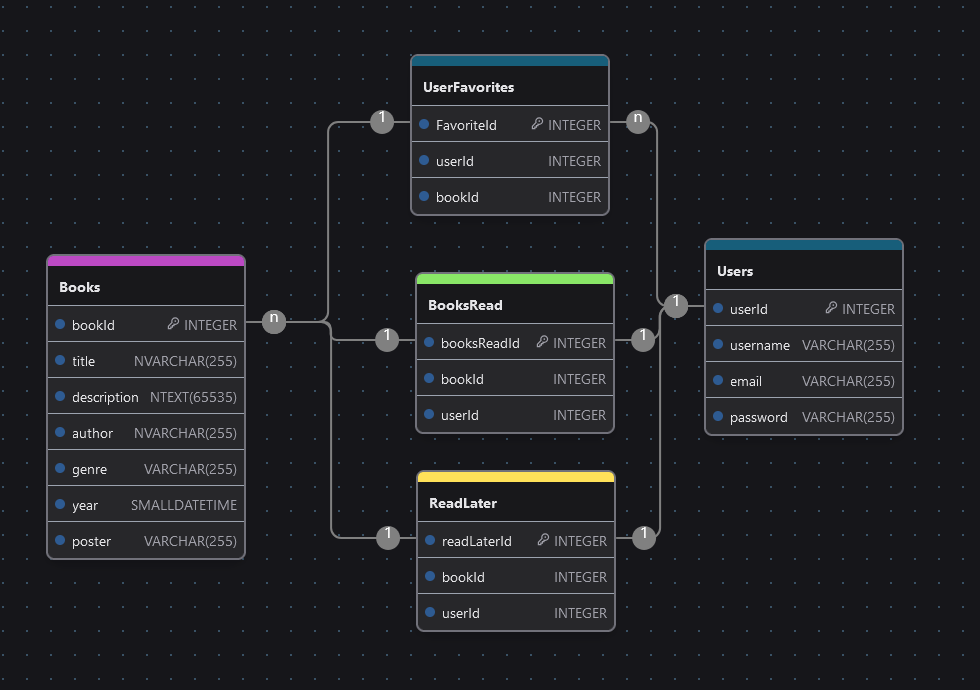 UserFavorites
FavoriteId INTEGER
userId INTEGER
bookId INTEGER
1
n
Books
bookId INTEGER
title NVARCHAR(255)
description NTEXT(65535)
author NVARCHAR(255)
genre VARCHAR(255)
year SMALLDATETIME
poster VARCHAR(255)
n
BooksRead
booksReadId INTEGER
bookId INTEGER
userId INTEGER
1
1
ReadLater
readLaterId INTEGER
bookId INTEGER
userId INTEGER
1
1
Users
userId INTEGER
username VARCHAR(255)
email VARCHAR(255)
password VARCHAR(255)
1